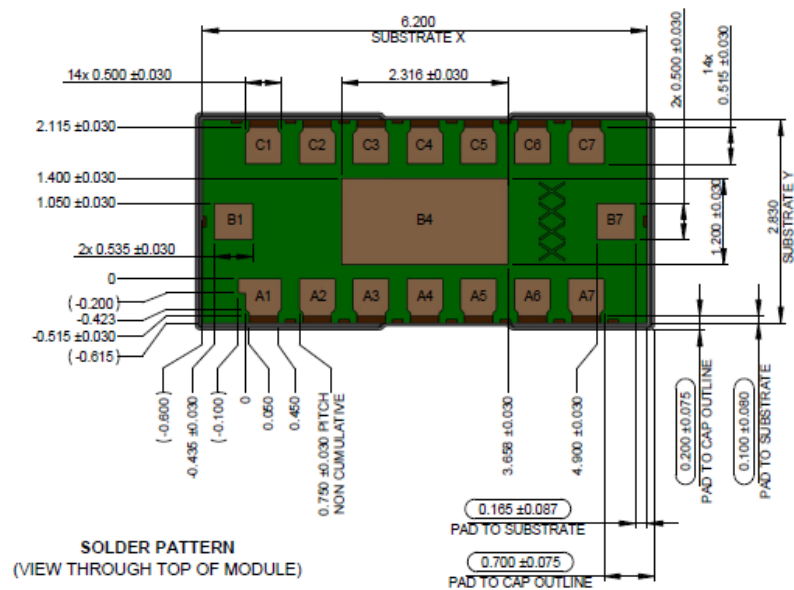 6.200
SUBSTRATE X
14x 0.500 ±0.030
2.316 ±0.030
14x
0.515 ±0.030
2x 0.500 ±0.030
2.115 ±0.030
C1 C2 C3 C4 C5 C6 C7
1.400 ±0.030
1.050 ±0.030
B1 B4 B7
1.200 ±0.030
2.830
SUBSTRATE Y
2x 0.535 ±0.030
0
(-0.200)
-0.423
-0.515 ±0.030
(-0.615)
A1 A2 A3 A4 A5 A6 A7
(-0.600)
-0.435 ±0.030
(-0.100)
0
0.050
0.450
0.750 ±0.030 PITCH
NON CUMULATIVE
3.658 ±0.030
4.900 ±0.030
0.200 ±0.075
PAD TO CAP OUTLINE
0.100 ±0.080
PAD TO SUBSTRATE
0.165 ±0.087
PAD TO SUBSTRATE
0.700 ±0.075
PAD TO CAP OUTLINE
SOLDER PATTERN
(VIEW THROUGH TOP OF MODULE)